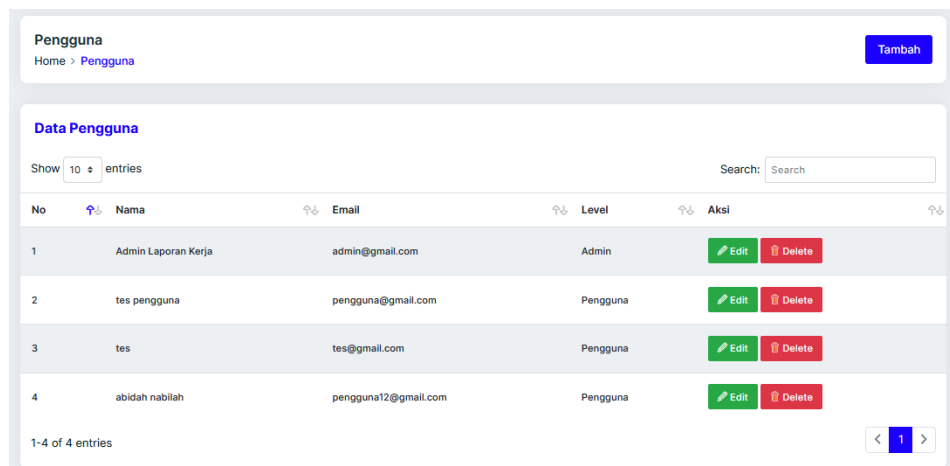 Pengguna
Home > Pengguna
Tambah
Data Pengguna
Show 10 entries
Search: Search
No Nama Email Level Aksi
1 Admin Laporan Kerja admin@gmail.com Admin Edit Delete
2 tes pengguna pengguna@gmail.com Pengguna Edit Delete
3 tes tes@gmail.com Pengguna Edit Delete
4 abidah nabilah pengguna12@gmail.com Pengguna Edit Delete
1-4 of 4 entries
< 1 >